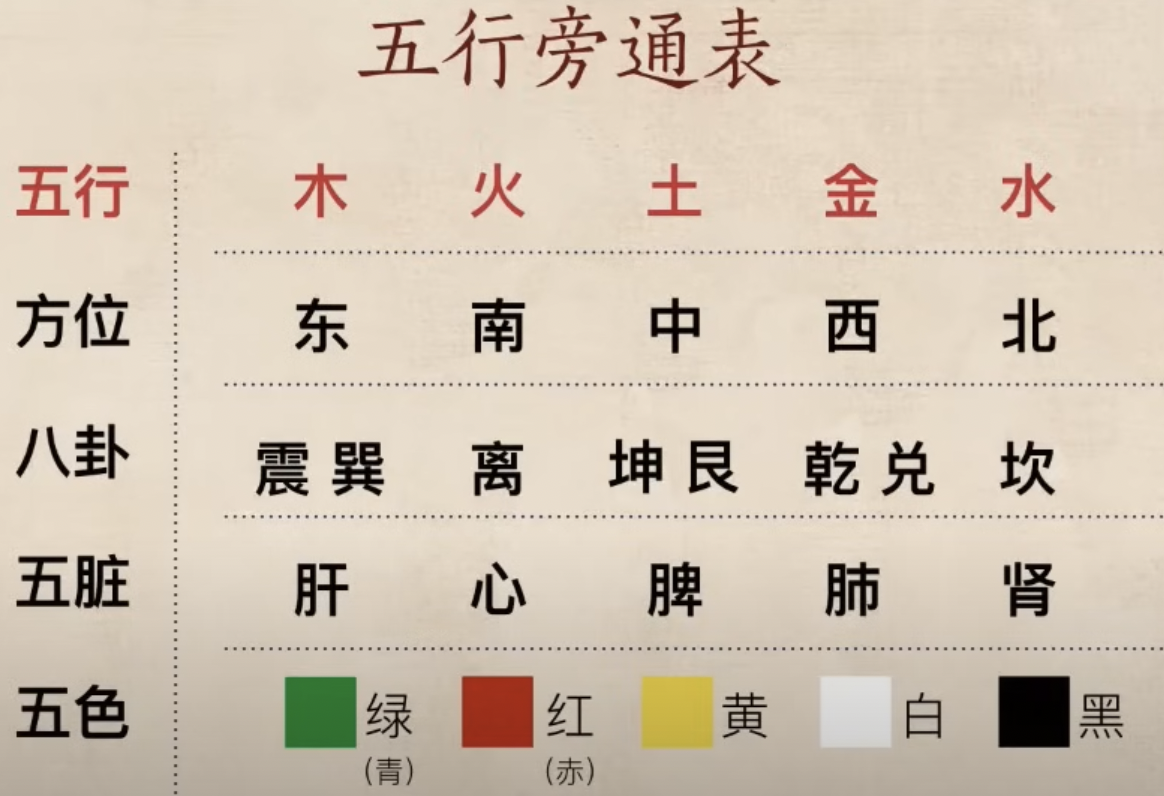 五行旁通表
五行 木 火 土 金 水
方位 东 南 中 西 北
八卦 震 巽 离 坤 艮 乾 兑 坎
五脏 肝 心 脾 肺 肾
五色 绿 红 黄 白 黑
(青) (赤)